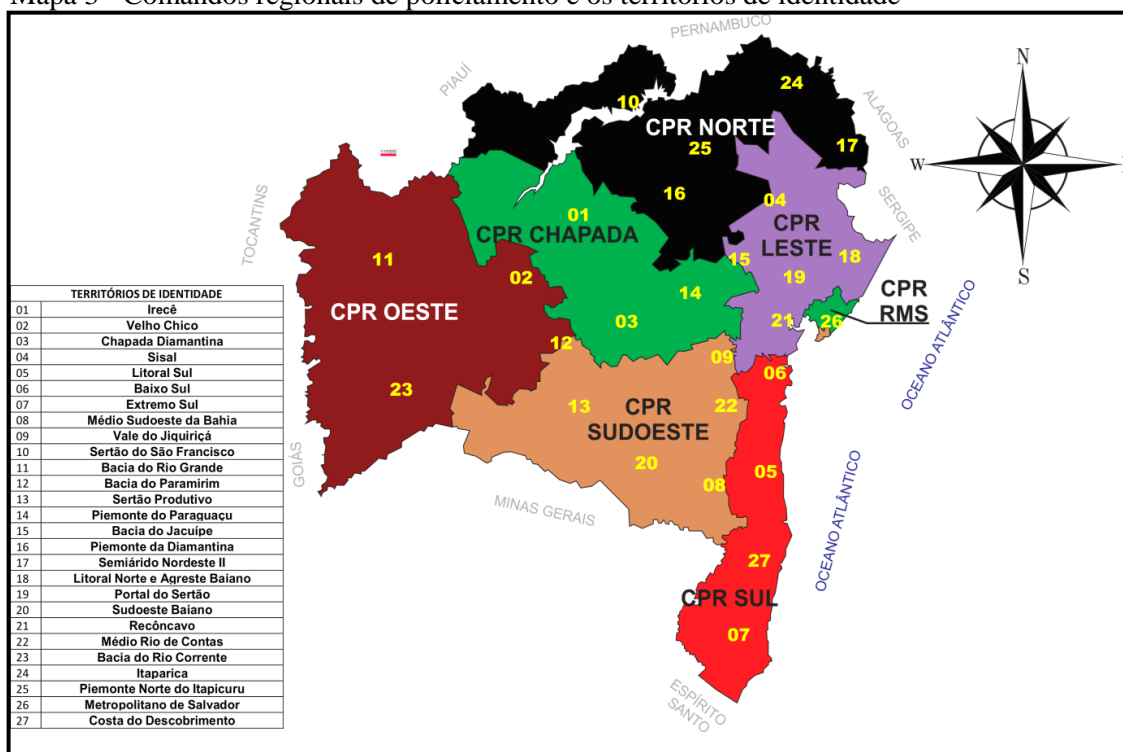 Mapa 3 - Comandos regionais de policiamento e os territórios de identidade
PERNAMBUCO
PIAUÍ
ALAGOAS
SERGIPE
TOCANTINS
GOIÁS
MINAS GERAIS
ESPÍRITO
SANTO
OCEANO ATLÂNTICO
OCEANO ATLÂNTICO
N
W
S
10
24
CPR NORTE
25
17
16
04
01
CPR CHAPADA
CPR
LESTE
15
18
11
02
19
14
CPR
RMS
CPR OESTE
03
21
26
12
09
06
23
13
CPR
SUDOESTE
22
20
05
08
27
CPR SUL
07
TERRITÓRIOS DE IDENTIDADE
01 Irecê
02 Velho Chico
03 Chapada Diamantina
04 Sisal
05 Litoral Sul
06 Baixo Sul
07 Extremo Sul
08 Médio Sudoeste da Bahia
09 Vale do Jiquiriçá
10 Sertão do São Francisco
11 Bacia do Rio Grande
12 Bacia do Paramirim
13 Sertão Produtivo
14 Piemonte do Paraguaçu
15 Bacia do Jacuípe
16 Piemonte da Diamantina
17 Semiárido Nordeste II
18 Litoral Norte e Agreste Baiano
19 Portal do Sertão
20 Sudoeste Baiano
21 Recôncavo
22 Médio Rio de Contas
23 Bacia do Rio Corrente
24 Itaparica
25 Piemonte Norte do Itapicuru
26 Metropolitano de Salvador
27 Costa do Descobrimento